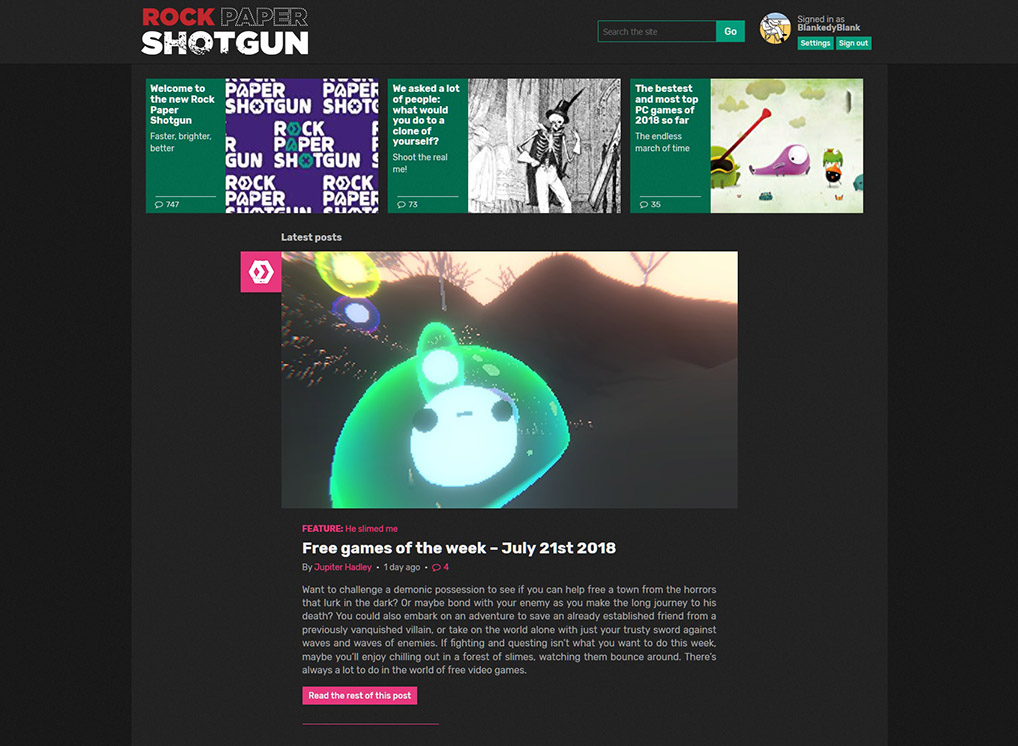 ROCK PAPER
SHOTGUN
Search the site
Go
Signed in as
BlankedyBlank
Settings
Sign out
Welcome to
the new Rock
Paper
Shotgun
Faster, brighter,
better
747
PAPER
SHOTGUN
ROCK
PAPER
SHOTGUN
GUN
ROCK
PAPER
SHOTGUN
We asked a lot
of people:
what would
you do to a
clone of
yourself?
Shoot the real
me!
73
The bestest
and most top
PC games of
2018 so far
The endless
march of time
35
Latest posts
FEATURE: He slimed me
Free games of the week – July 21st 2018
By Jupiter Hadley • 1 day ago • 4
Want to challenge a demonic possession to see if you can help free a town from the horrors
that lurk in the dark? Or maybe bond with your enemy as you make the long journey to his
death? You could also embark on an adventure to save an already established friend from a
previously vanquished villain, or take on the world alone with just your trusty sword against
waves and waves of enemies. If fighting and questing isn't what you want to do this week,
maybe you'll enjoy chilling out in a forest of slimes, watching them bounce around. There's
always a lot to do in the world of free video games.
Read the rest of this post